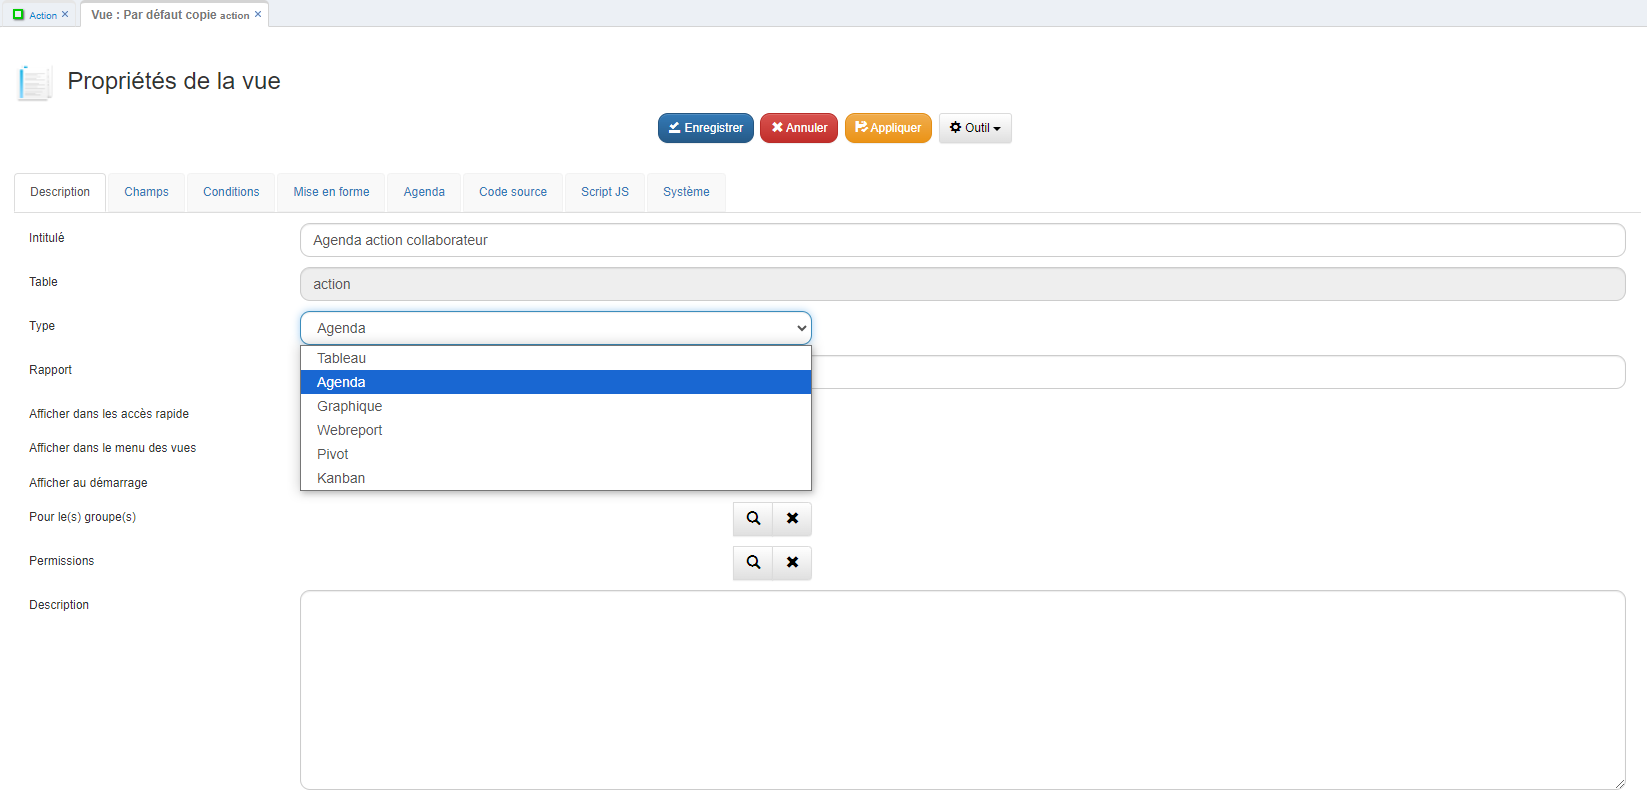 Action × Vue : Par défaut copie action ×
Propriétés de la vue
Enregistrer Annuler Appliquer Outil
Description Champs Conditions Mise en forme Agenda Code source Script JS Système
Intitulé Agenda action collaborateur
Table action
Type Agenda
Tableau
Rapport
Agenda
Graphique
Afficher dans les accès rapide
Webreport
Afficher dans le menu des vues
Pivot
Kanban
Afficher au démarrage
Pour le(s) groupe(s)
Permissions
Description